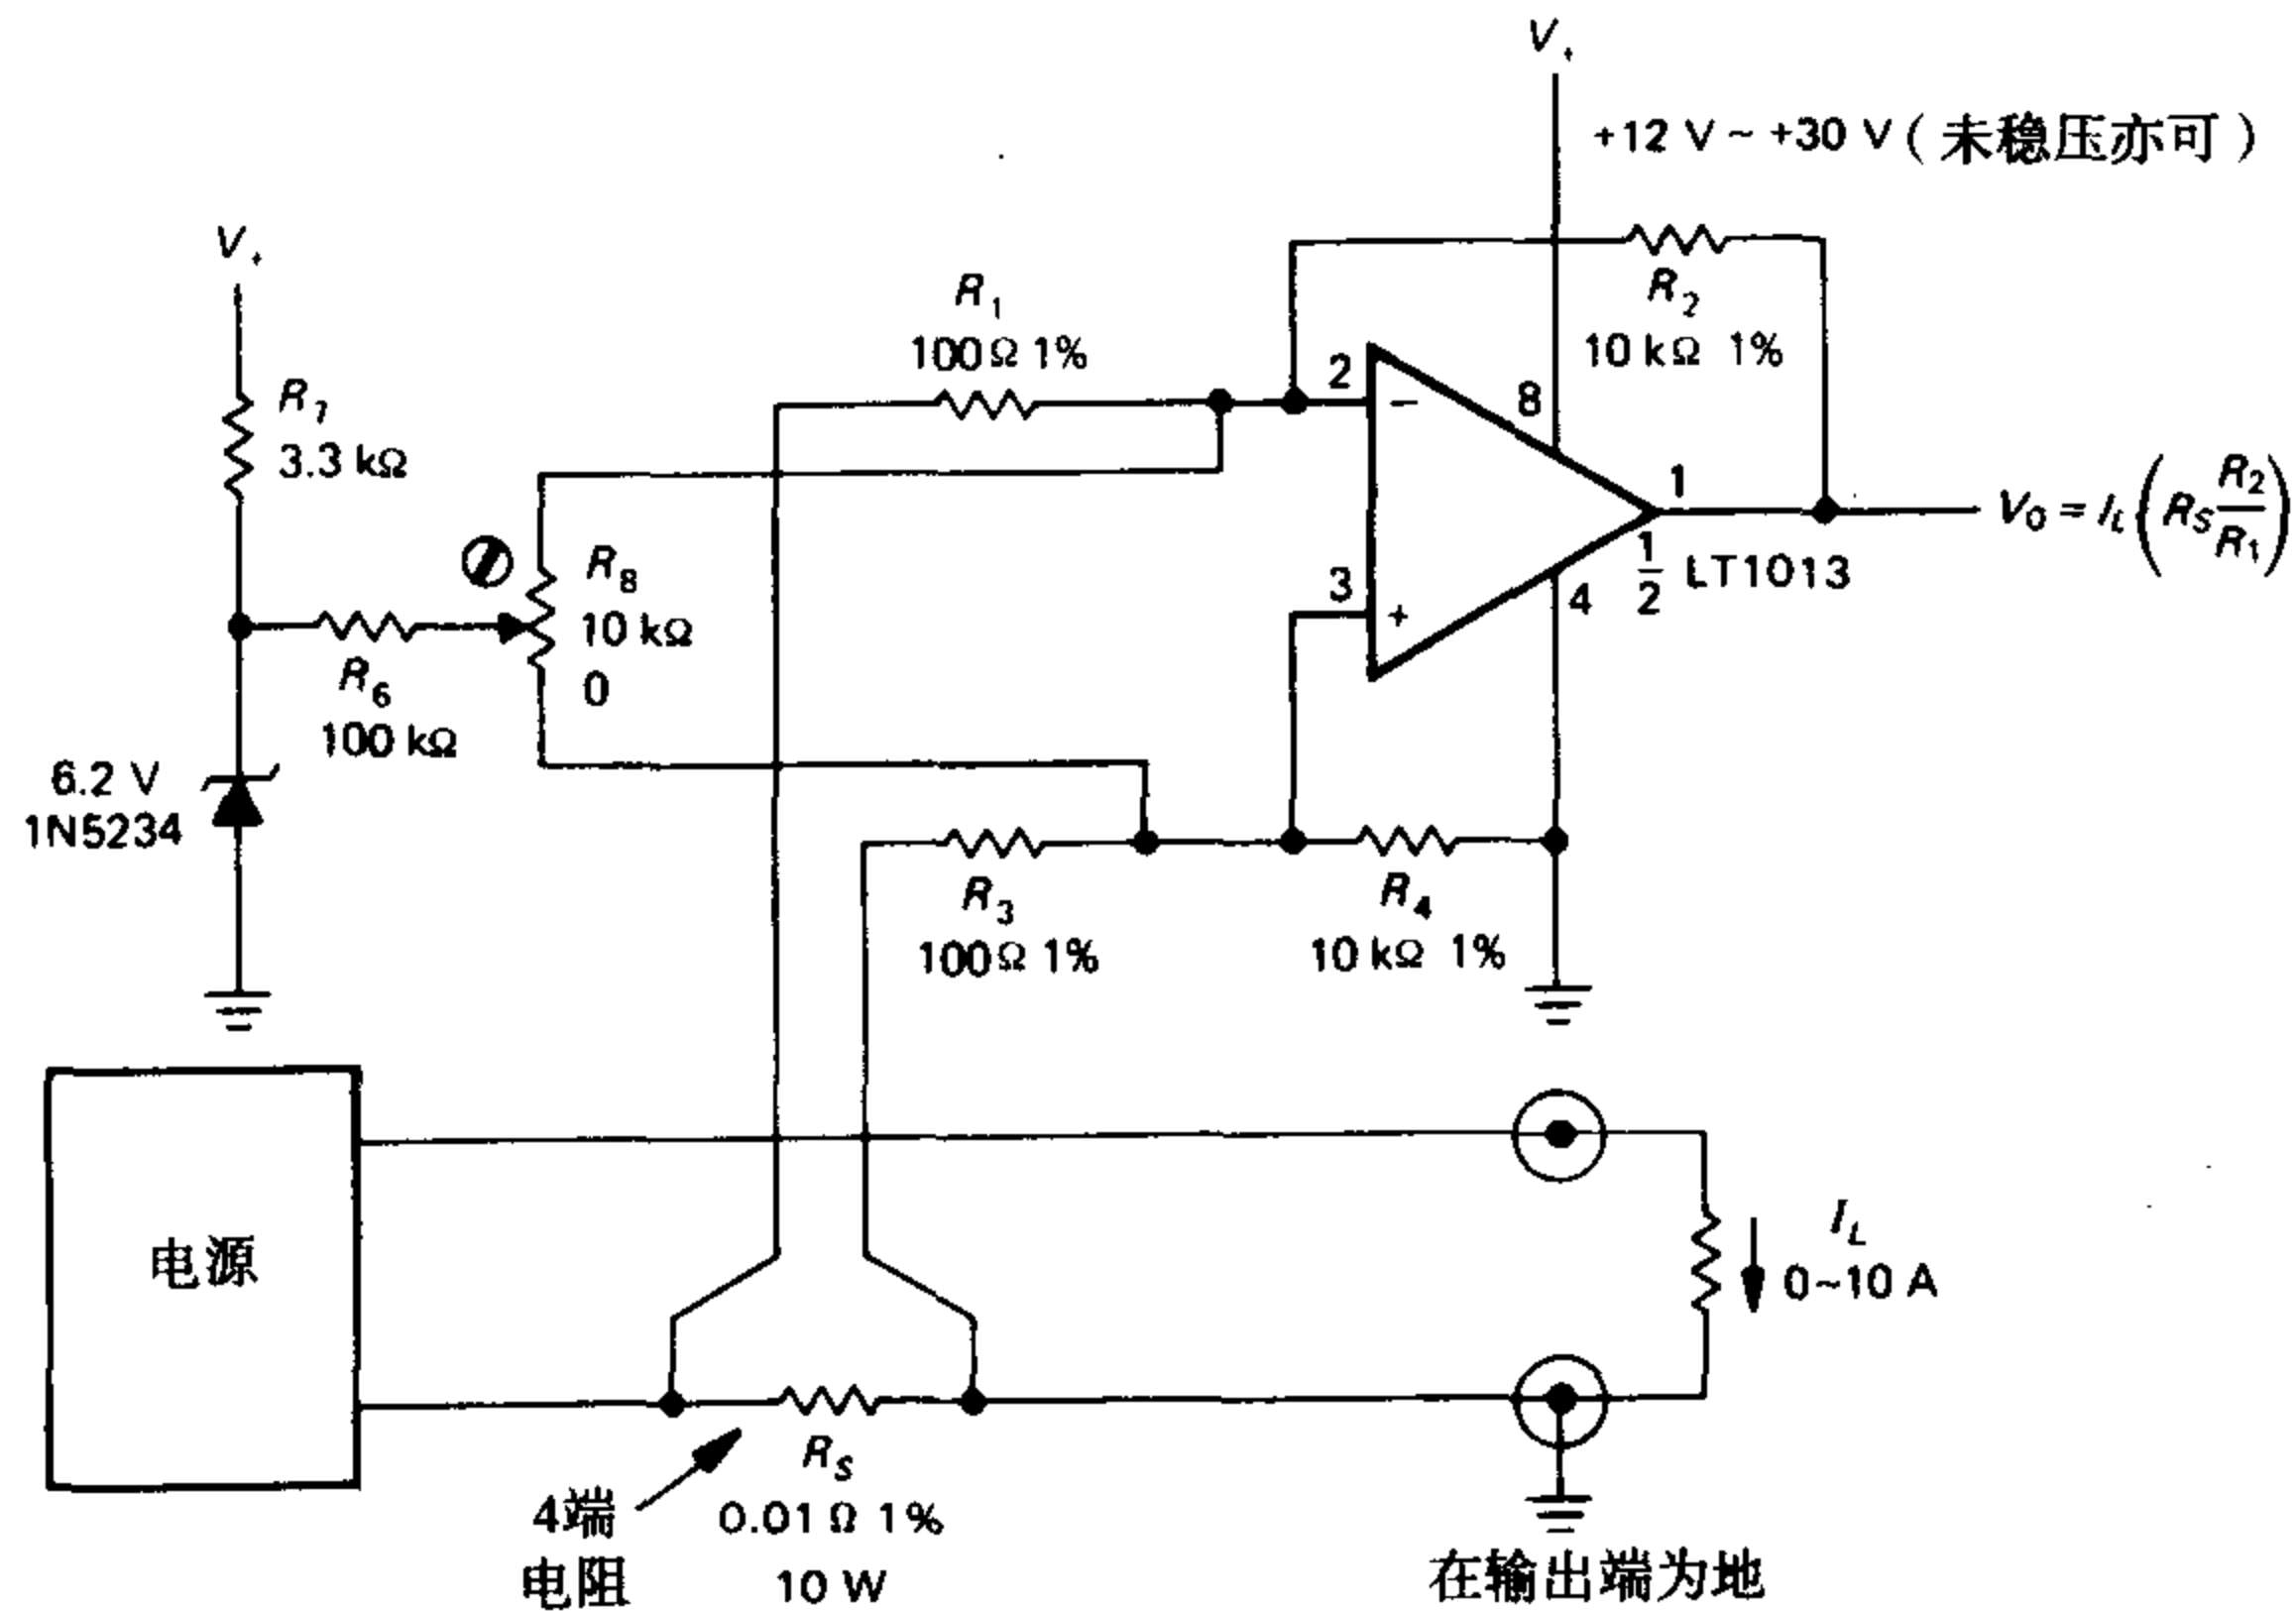 V+
+12 V ~ +30 V（未稳压亦可）
V+
R7
3.3 kΩ
R1
100 Ω 1%
R2
10 kΩ 1%
2
−
8
1
3
+
4
1/2 LT1013
V0 = IL(RS R2/R1)
R8
10 kΩ
0
R6
100 kΩ
6.2 V
1N5234
R3
100 Ω 1%
R4
10 kΩ 1%
电源
IL
0~10 A
RS
0.01 Ω 1%
10 W
4端
电阻
在输出端为地